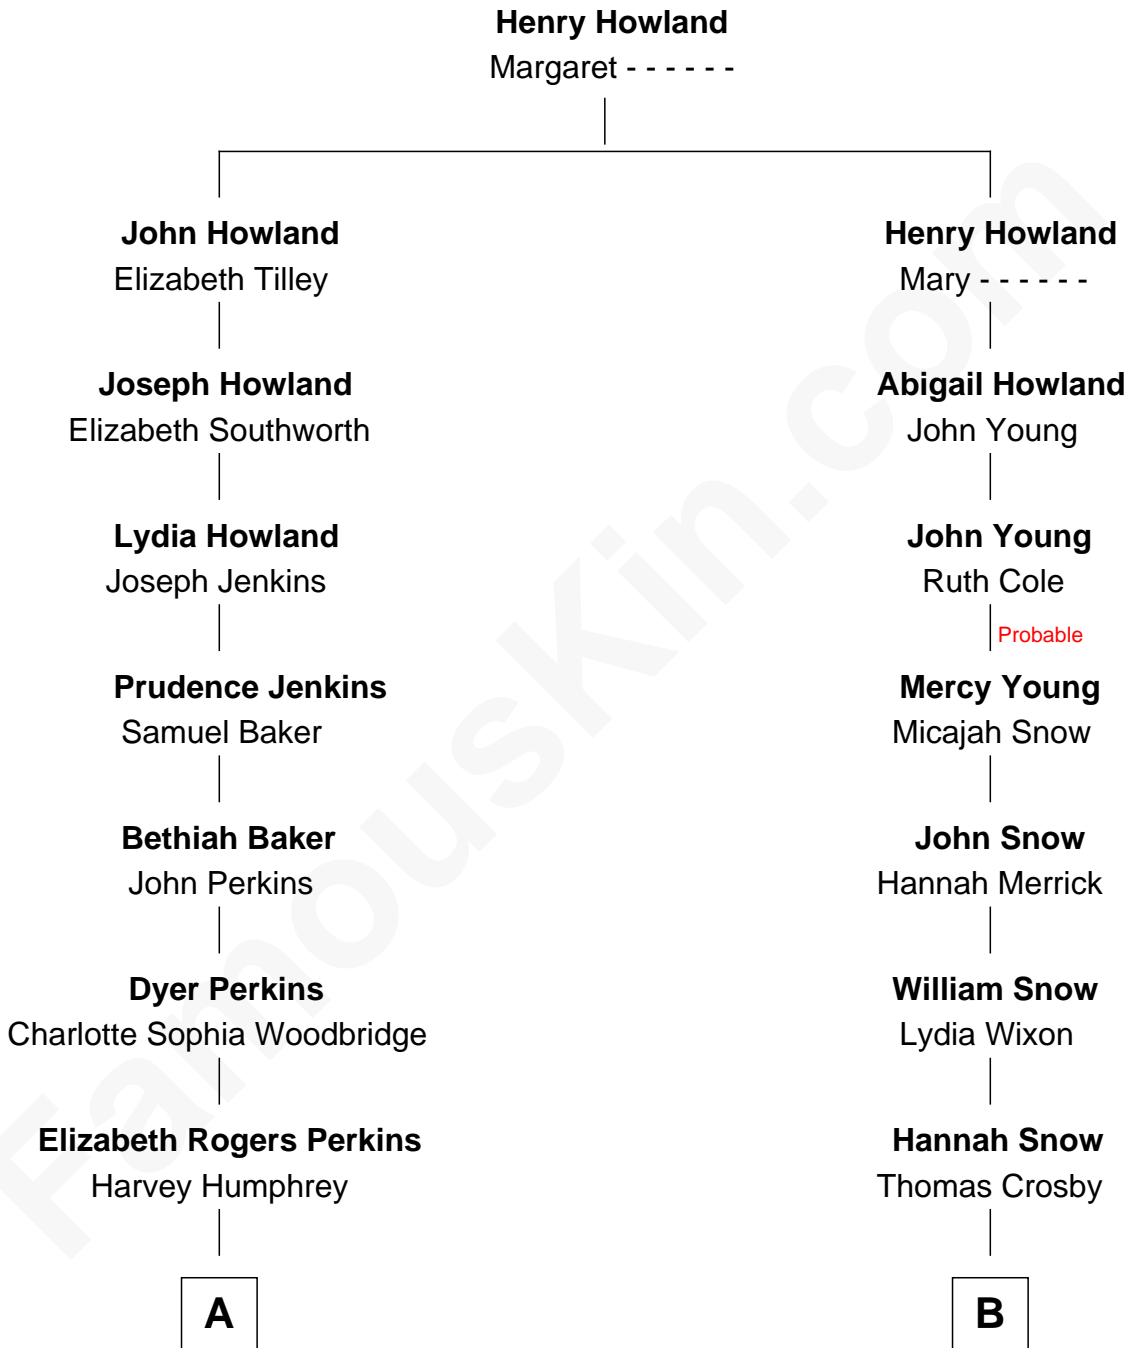 Henry Howland
Margaret - - - - - -
John Howland
Elizabeth Tilley
Henry Howland
Mary - - - - - -
Joseph Howland
Elizabeth Southworth
Abigail Howland
John Young
Lydia Howland
Joseph Jenkins
John Young
Ruth Cole
Probable
Prudence Jenkins
Samuel Baker
Mercy Young
Micajah Snow
Bethiah Baker
John Perkins
John Snow
Hannah Merrick
Dyer Perkins
Charlotte Sophia Woodbridge
William Snow
Lydia Wixon
Elizabeth Rogers Perkins
Harvey Humphrey
Hannah Snow
Thomas Crosby
A
B
FamousKin.com